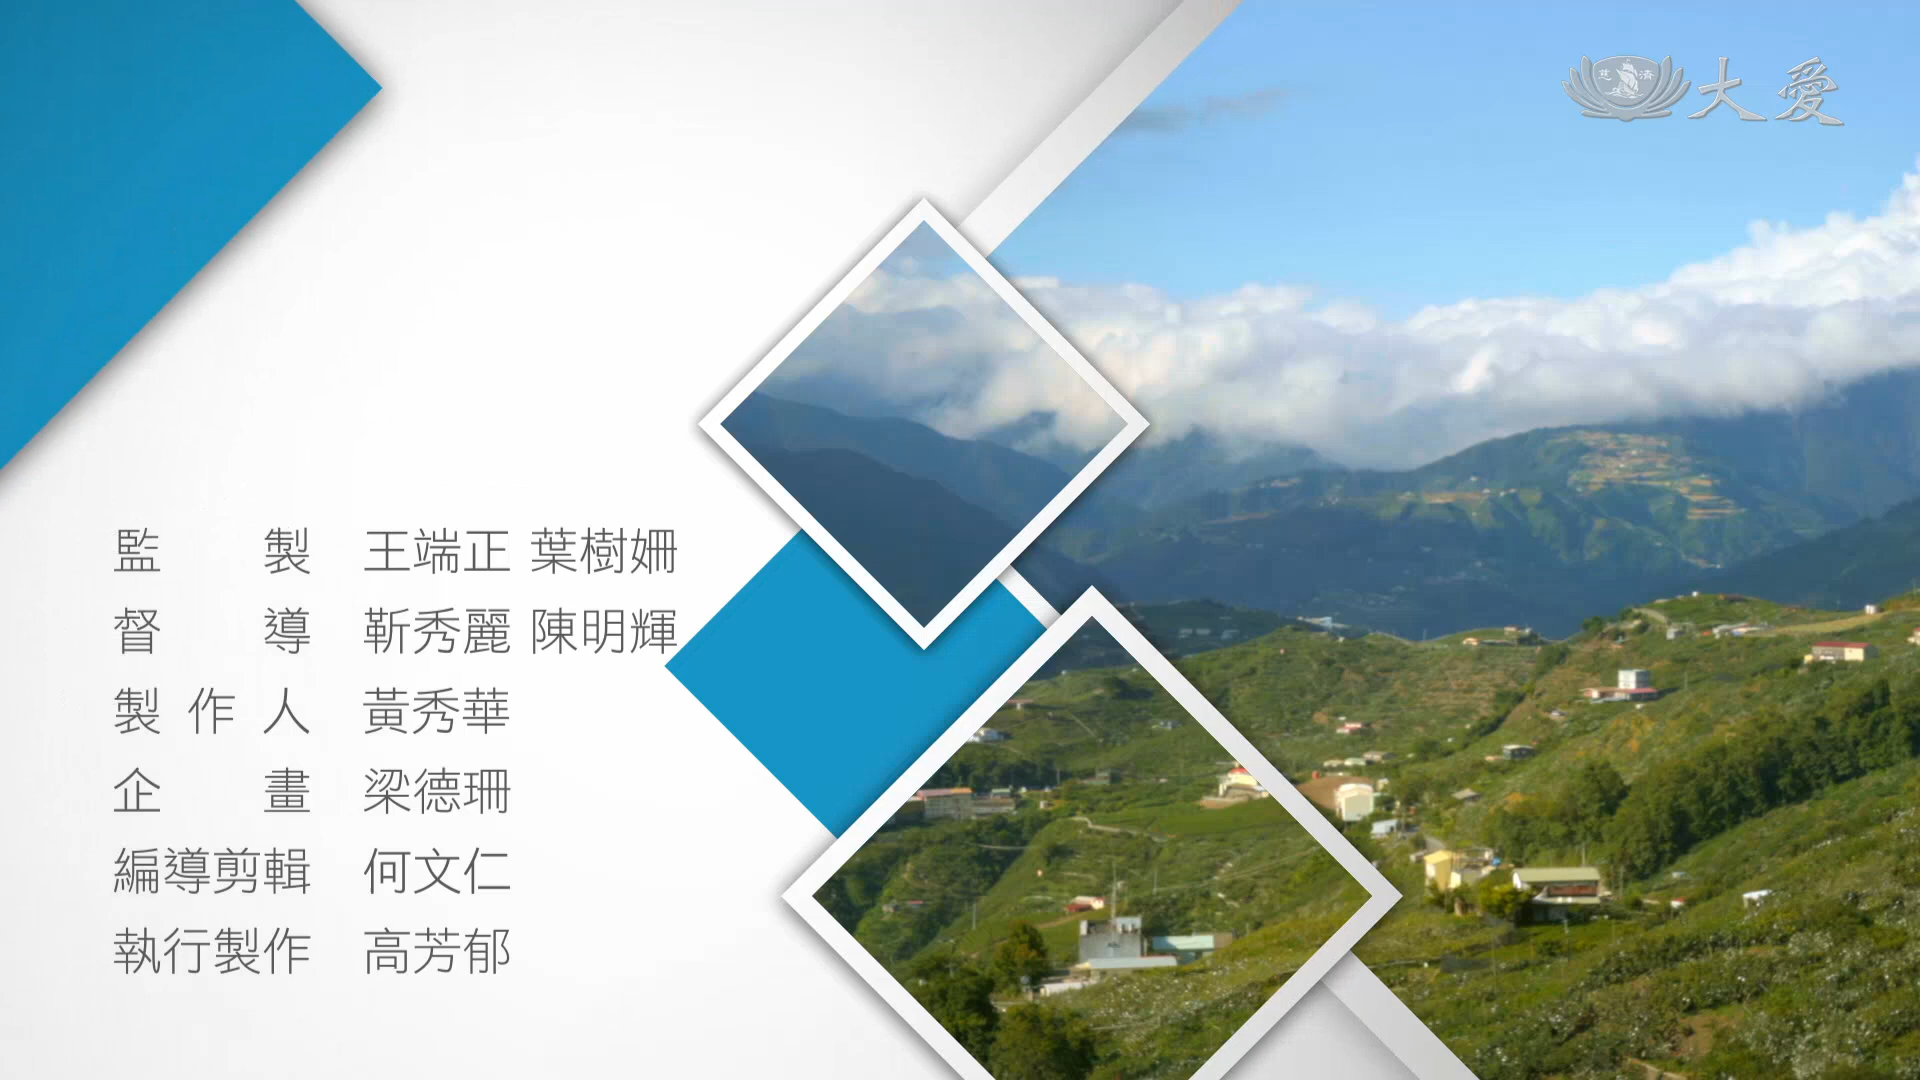 慈濟 大愛
監製 王端正 葉樹姍
督導 靳秀麗 陳明輝
製作人 黃秀華
企畫 梁德珊
編導剪輯 何文仁
執行製作 高芳郁